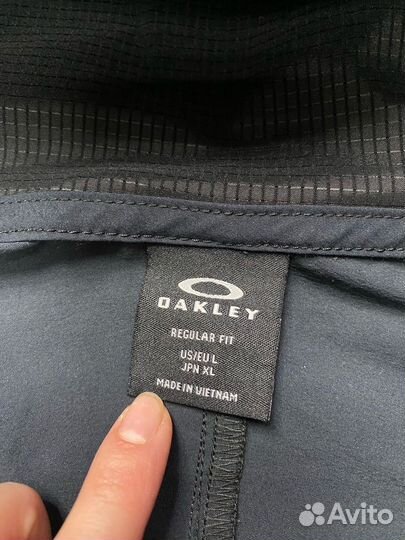 OAKLEY
REGULAR FIT
US/EU L
JPN XL
MADE IN VIETNAM
Avito